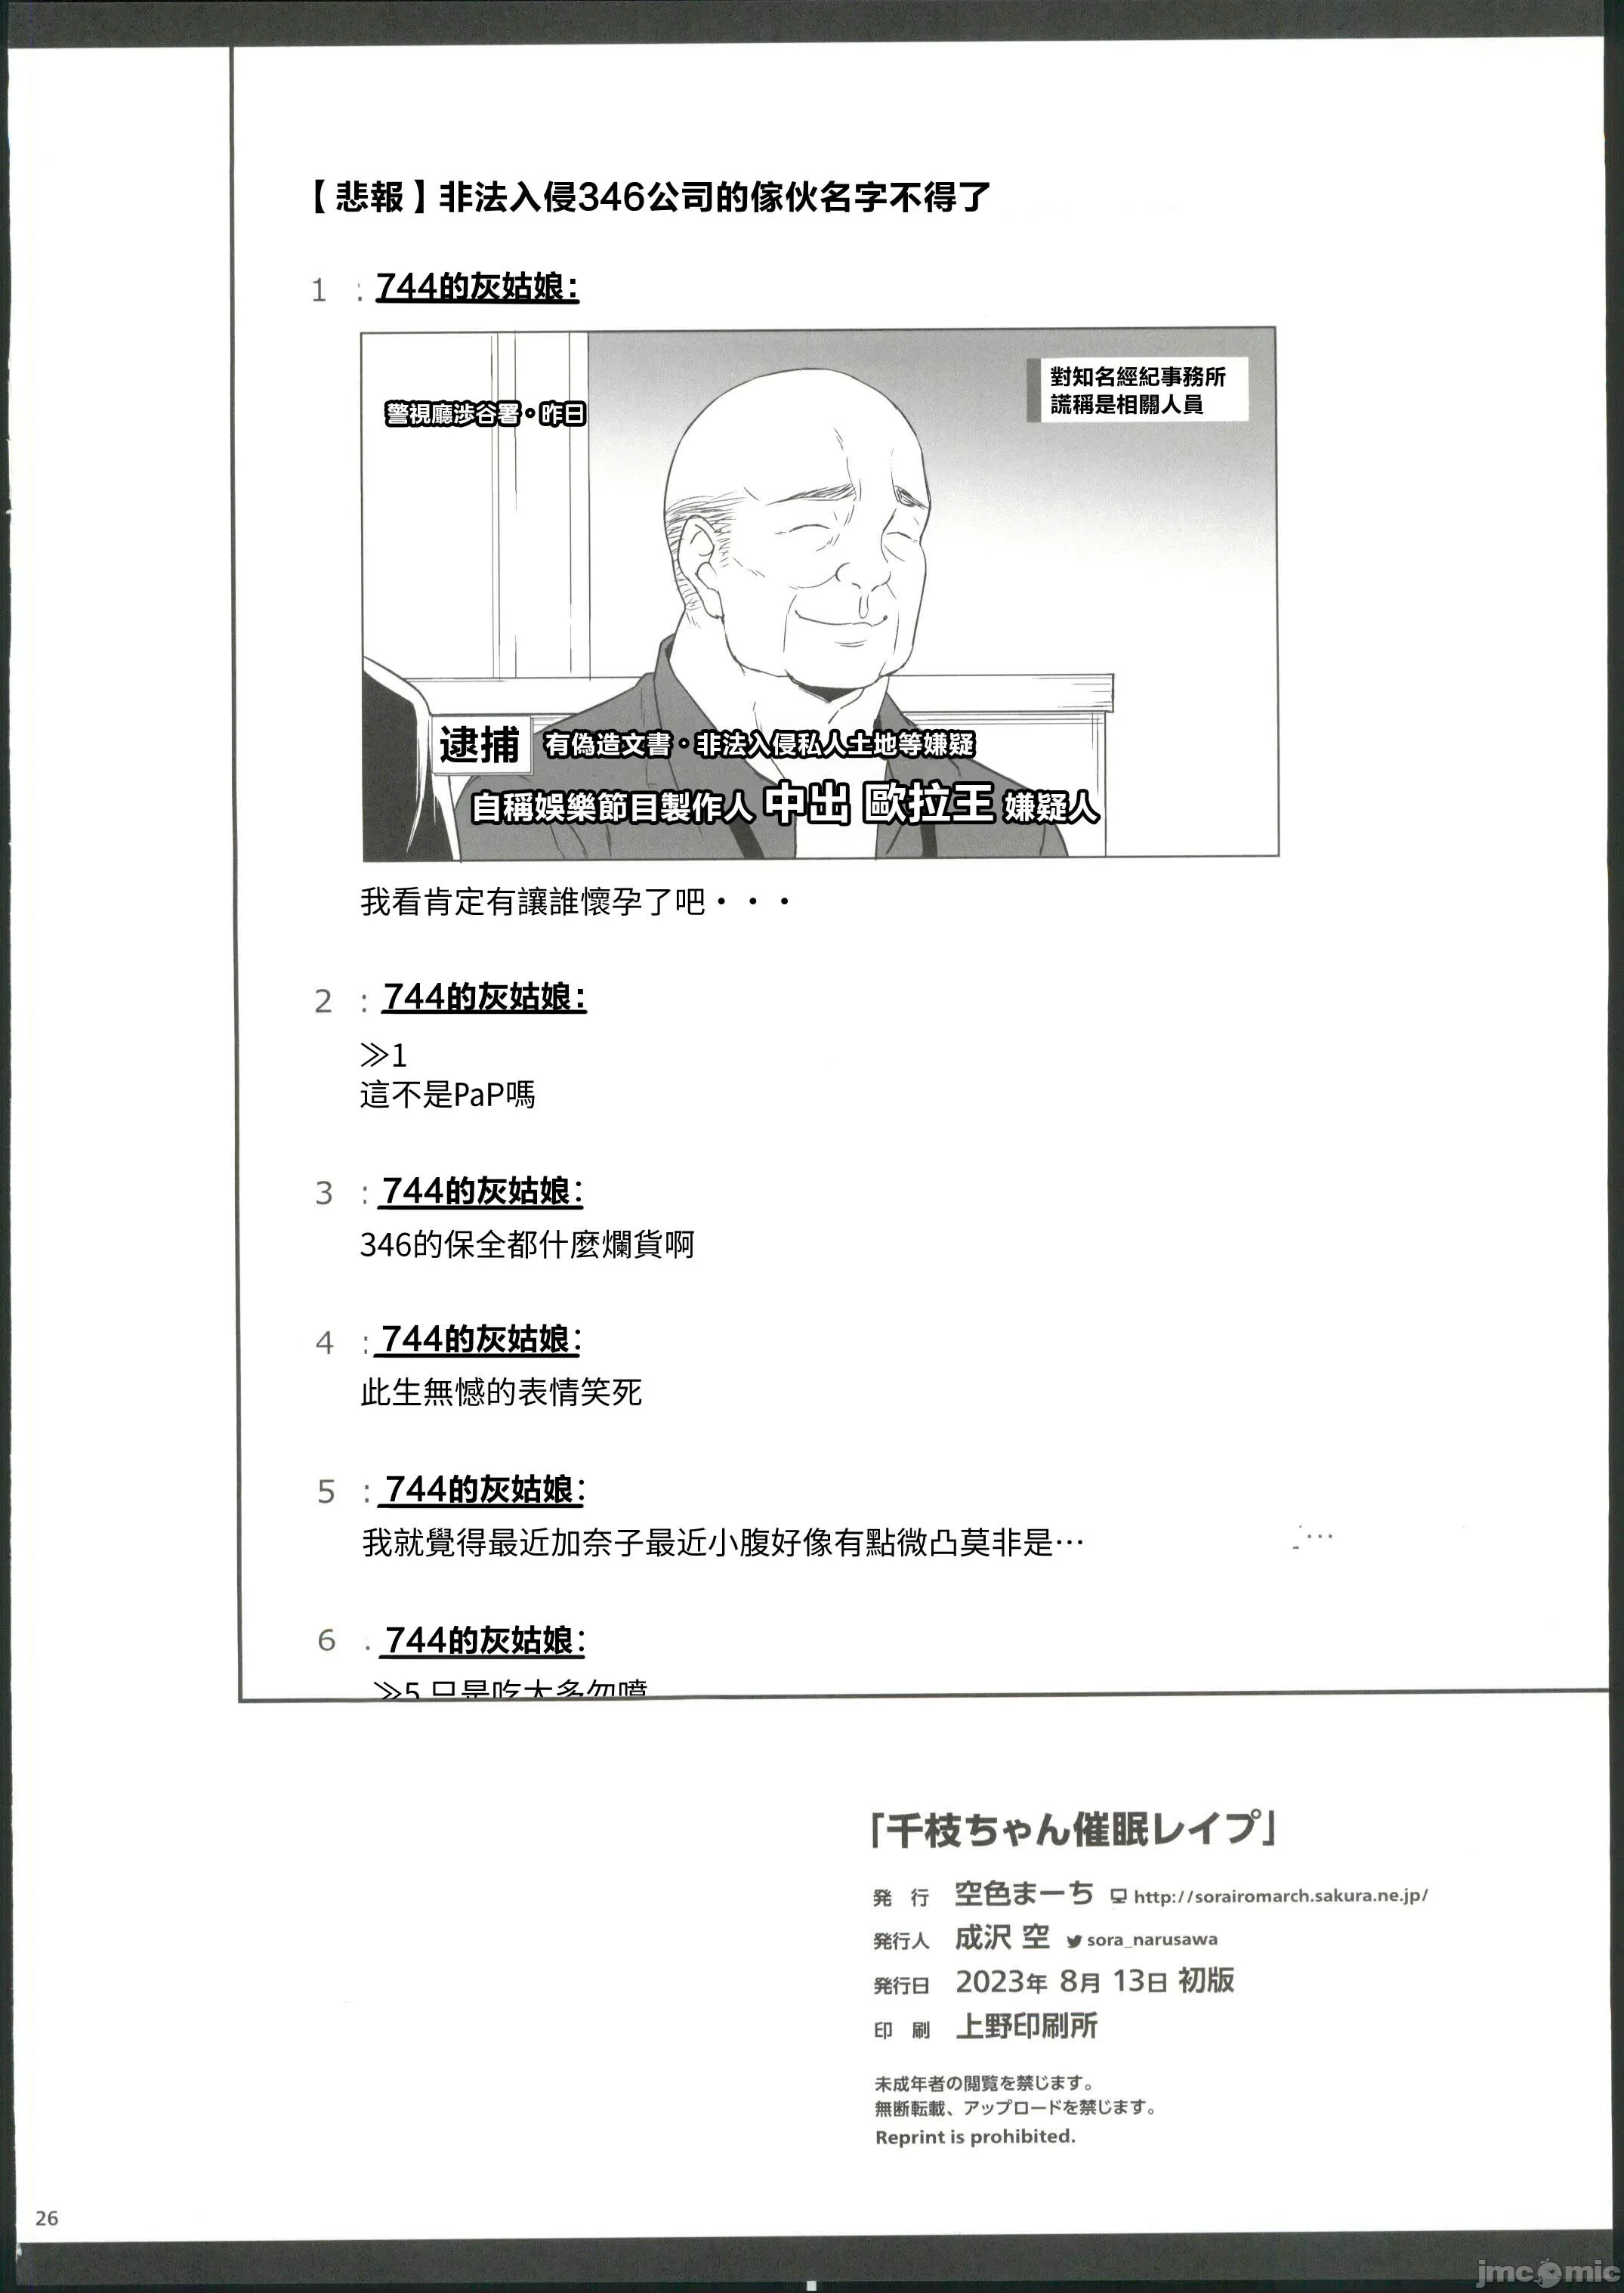 【悲報】非法入侵346公司的傢伙名字不得了
1 : 744的灰姑娘:
對知名經紀事務所
謊稱是相關人員
警視廳涉谷署・昨日
逮捕 有偽造文書・非法入侵私人土地等嫌疑
自稱娛樂節目製作人 中出 歐拉王 嫌疑人
我看肯定有讓誰懷孕了吧・・・
2 : 744的灰姑娘:
≫1
這不是PaP嗎
3 : 744的灰姑娘:
346的保全都什麼爛貨啊
4 : 744的灰姑娘:
此生無憾的表情笑死
5 : 744的灰姑娘:
我就覺得最近加奈子最近小腹好像有點微凸莫非是…
6 : 744的灰姑娘:
≫5 只是吃太多勿噴
「千枝ちゃん催眠レイプ」
発 行 空色まーち http://sorairomarch.sakura.ne.jp/
発行人 成沢 空 sora_narusawa
発行日 2023年 8月 13日 初版
印 刷 上野印刷所
未成年者の閲覧を禁じます。
無断転載、アップロードを禁じます。
Reprint is prohibited.
26
jmcomic